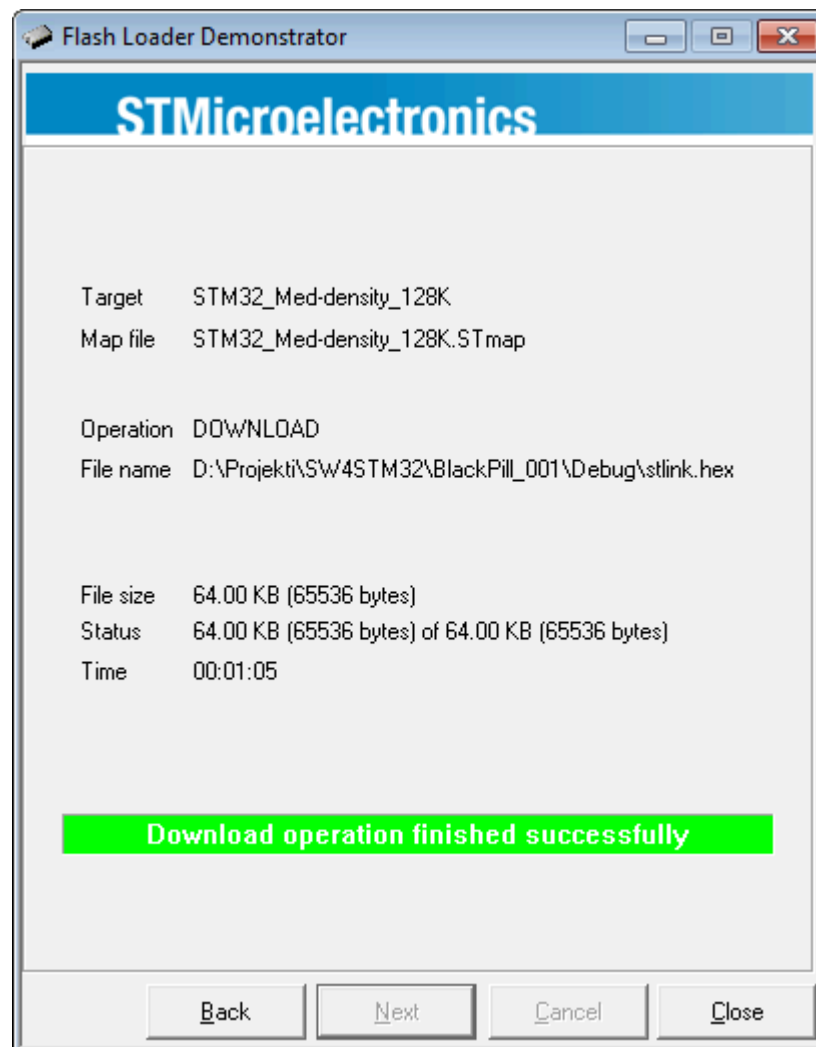 Flash Loader Demonstrator
STMicroelectronics
Target STM32_Med-density_128K
Map file STM32_Med-density_128K.STmap
Operation DOWNLOAD
File name D:\Projekti\SW4STM32\BlackPill_001\Debug\stlink.hex
File size 64.00 KB (65536 bytes)
Status 64.00 KB (65536 bytes) of 64.00 KB (65536 bytes)
Time 00:01:05
Download operation finished successfully
Back Next Cancel Close